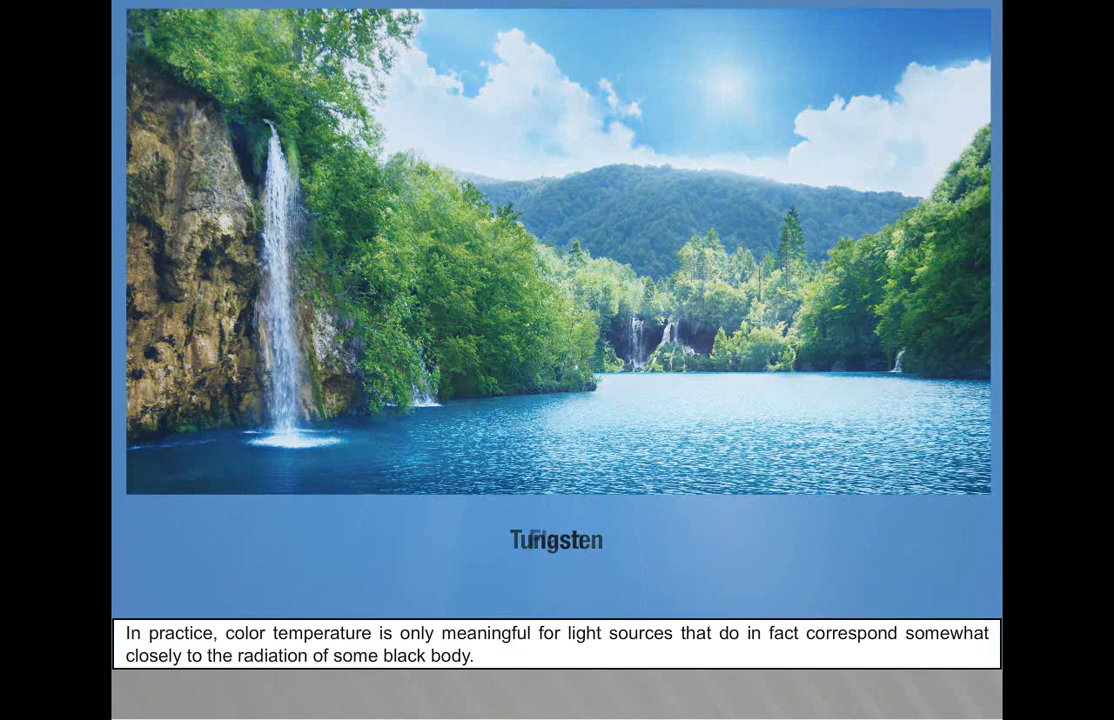 Tungsten
In practice, color temperature is only meaningful for light sources that do in fact correspond somewhat
closely to the radiation of some black body.